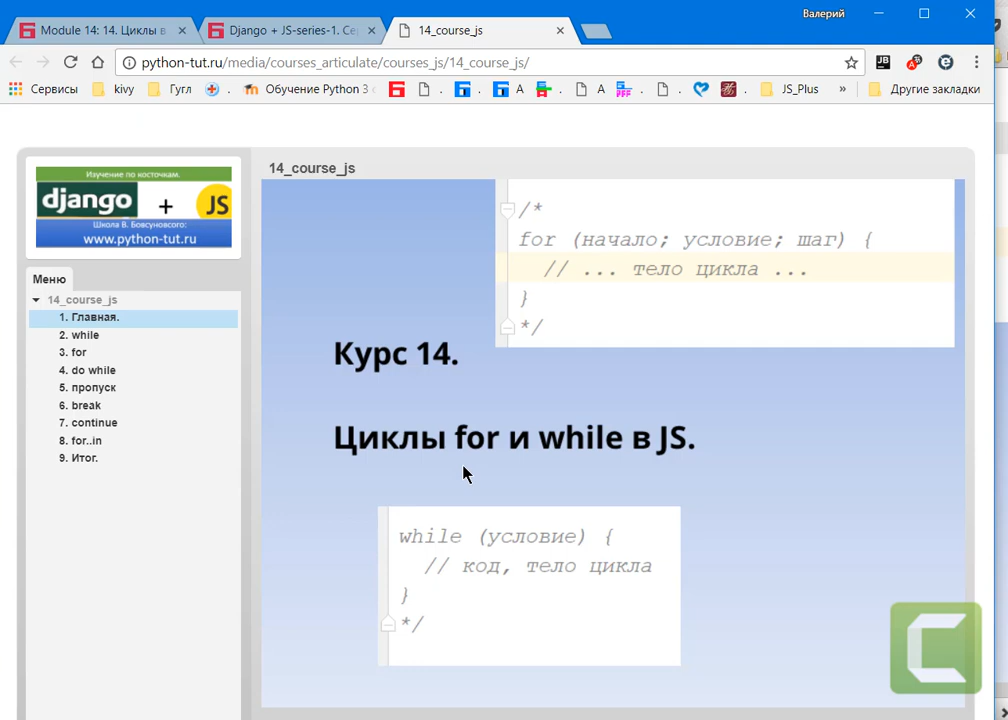 Валерий
Module 14: 14. Циклы в
Django + JS-series-1. Се
14_course_js
python-tut.ru/media/courses_articulate/courses_js/14_course_js/
Сервисы
kivy
Гугл
Обучение Python 3
A
A
JS_Plus
»
Другие закладки
Изучение по косточкам.
django + JS
Школа В. Бовсуновского:
www.python-tut.ru
Меню
14_course_js
1. Главная.
2. while
3. for
4. do while
5. пропуск
6. break
7. continue
8. for..in
9. Итог.
14_course_js
/*
for (начало; условие; шаг) {
// ... тело цикла ...
}
*/
Курс 14.
Циклы for и while в JS.
while (условие) {
// код, тело цикла
}
*/